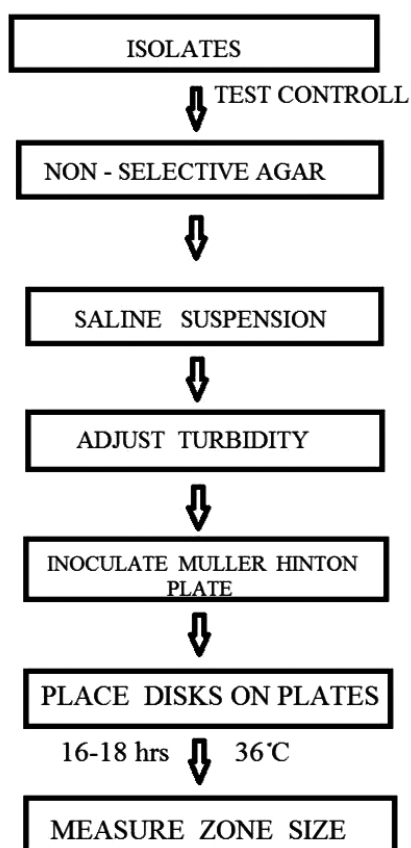 ISOLATES
TEST CONTROLL
NON - SELECTIVE AGAR
SALINE SUSPENSION
ADJUST TURBIDITY
INOCULATE MULLER HINTON
PLATE
PLACE DISKS ON PLATES
16-18 hrs 36°C
MEASURE ZONE SIZE